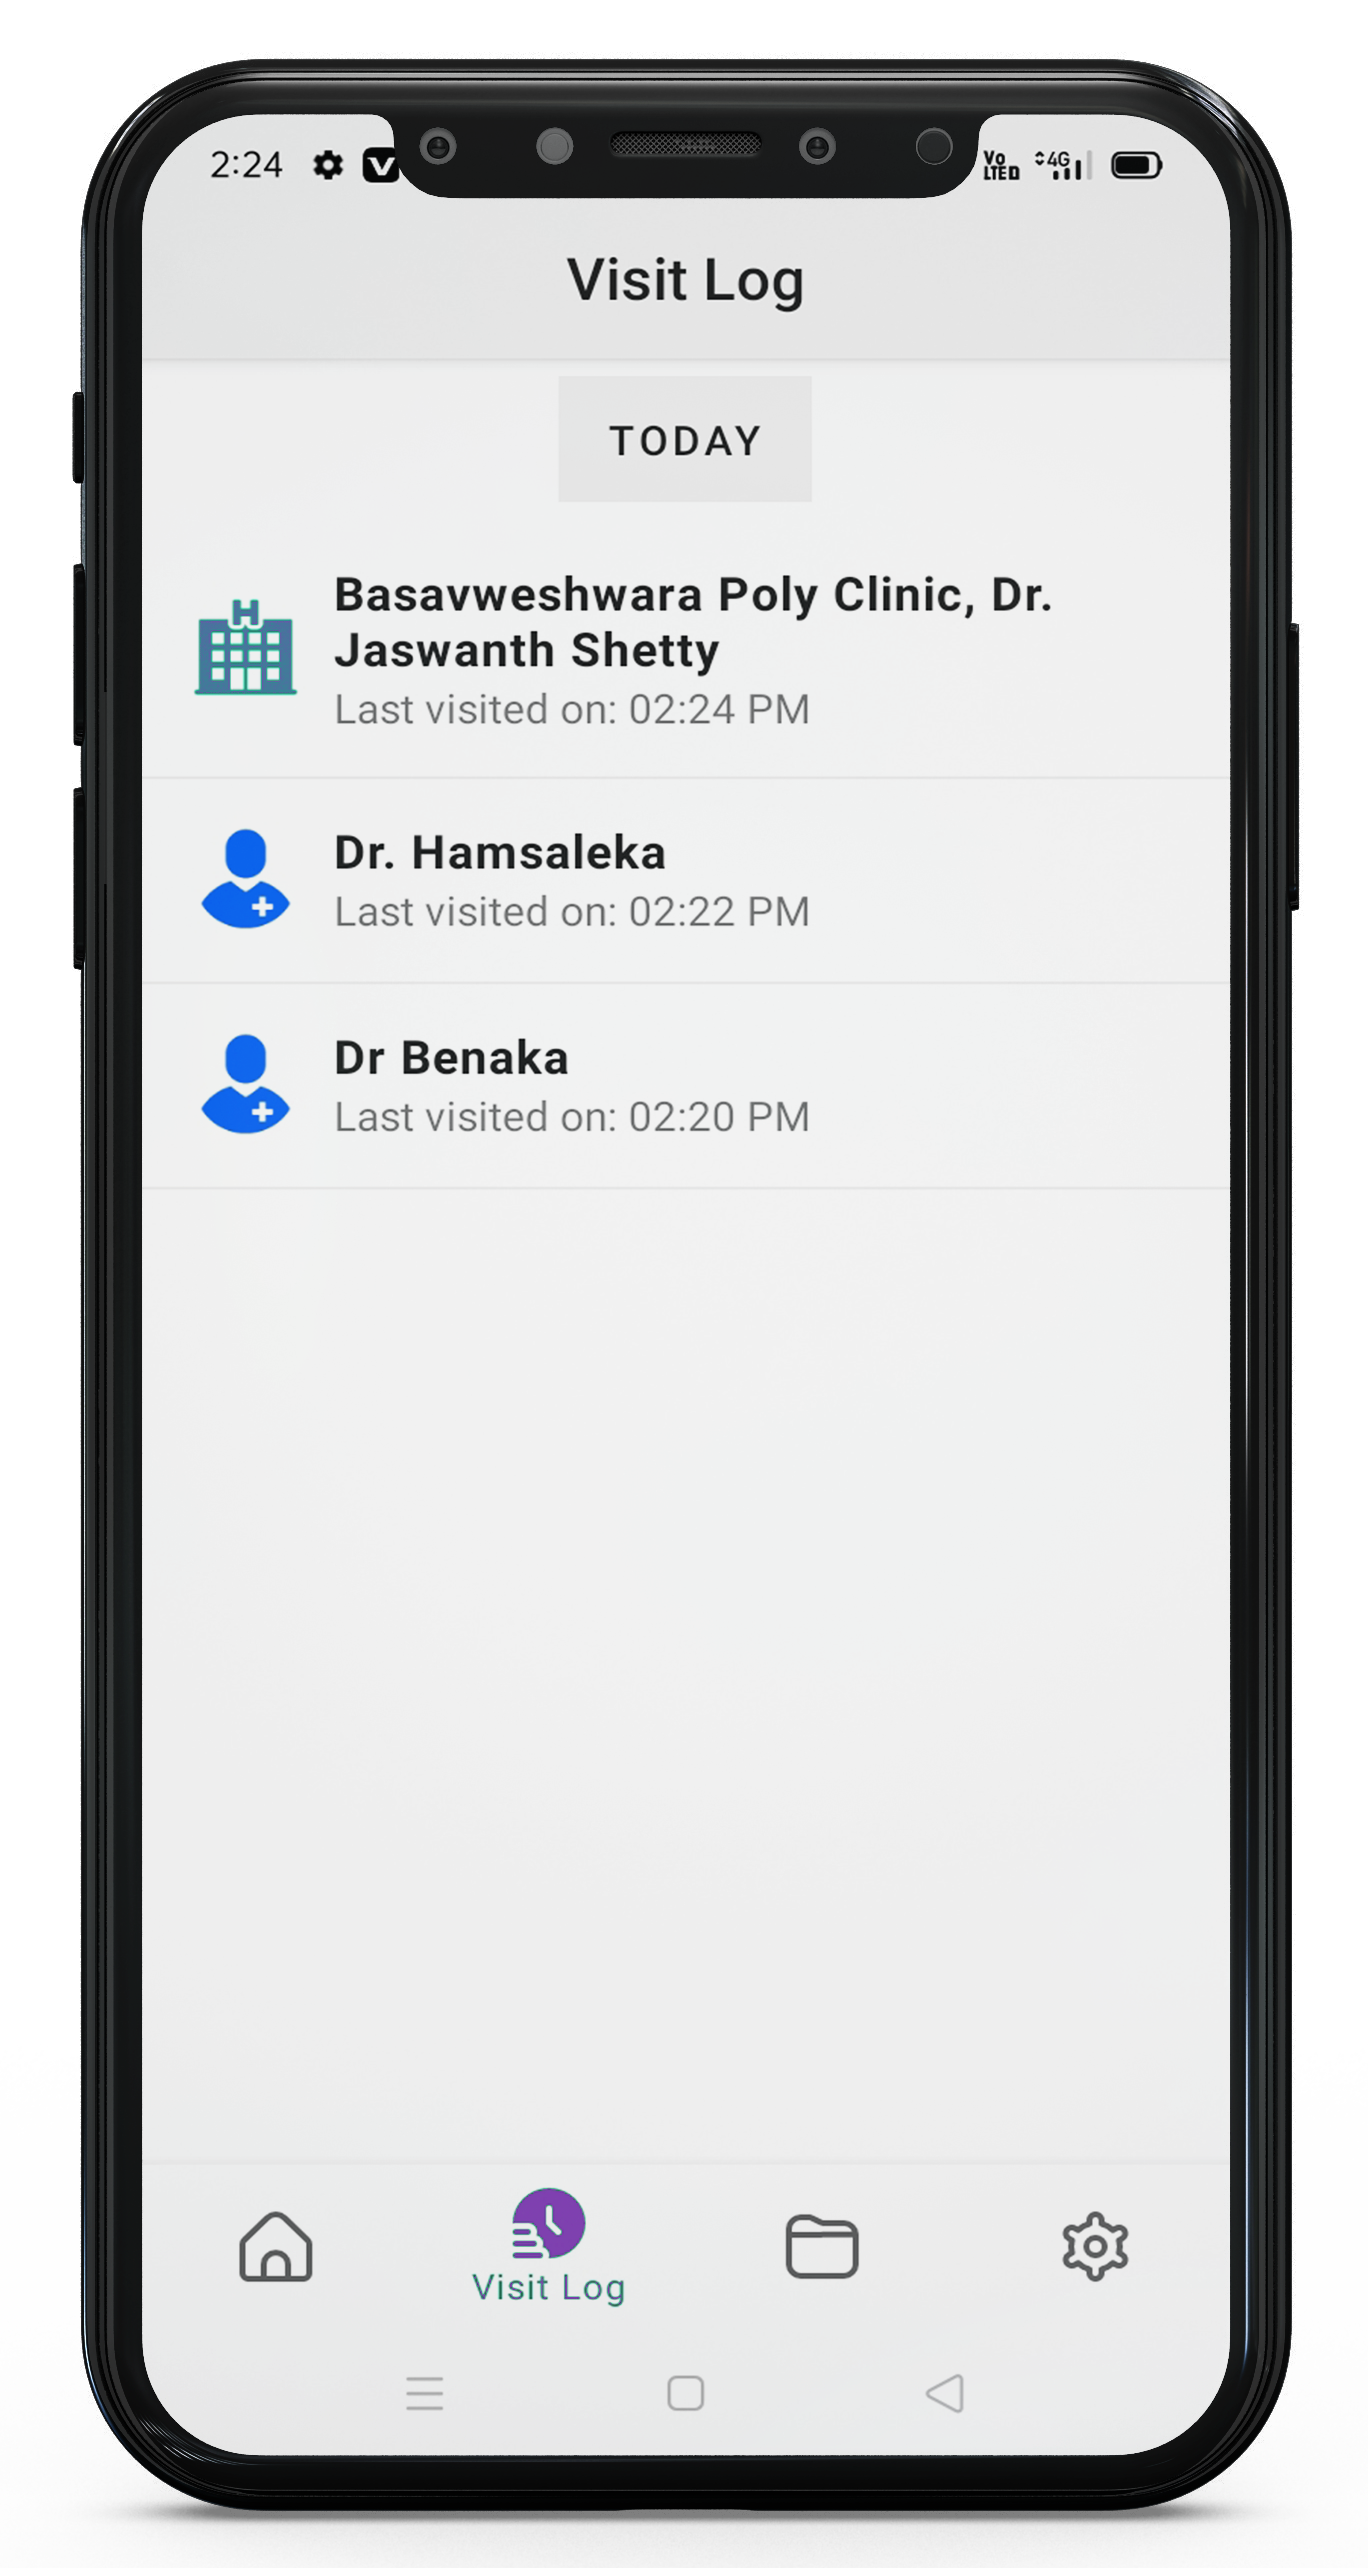 2:24
Vo
LTE D
4G
Visit Log
TODAY
Basavweshwara Poly Clinic, Dr.
Jaswanth Shetty
Last visited on: 02:24 PM
Dr. Hamsaleka
Last visited on: 02:22 PM
Dr Benaka
Last visited on: 02:20 PM
Visit Log